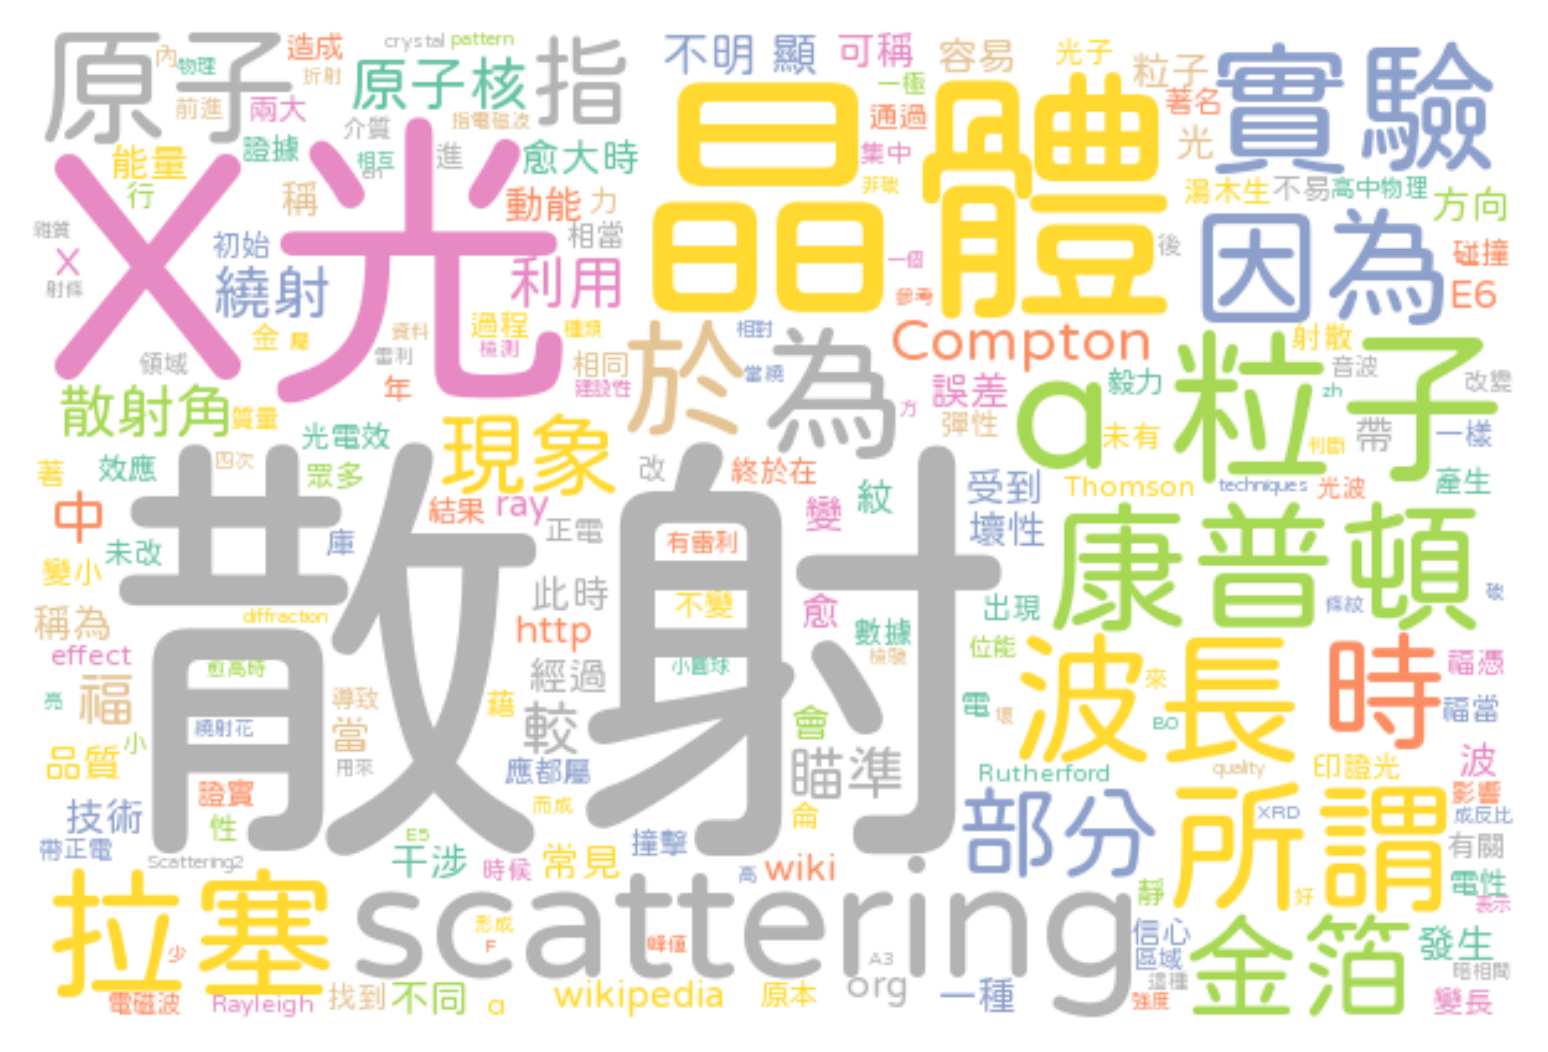 原子
內
物理
造成
折射
crystal
pattern
指
不明
顯
可稱
容易
光子
實驗
前進
兩大
原子核
介質
指電磁波
晶體
一極
通過
粒子
著名
能量
證據
相互
進
愈大時
集中
光
X光
行
稱
動能
力
非破
湯木生
不易
高中物理
方向
雜質
X
初始
相當
後
因為
碰撞
射條
繞射
利用
一個
參考
E6
金
屬
資料
過程
種類
於
相對
為
Compton
射散
領域
雷利
檢測
相同
當繞
音波
改變
年
建設性
誤差
α粒子
毅力
zh
散射角
質量
光電效
現象
方
彈性
未有
判斷
帶
一樣
著
效應
四次
眾多
改
終於在
受到
Thomson
techniques
光波
產生
中
散射
結果
ray
正電
變
紋
壞性
康普頓
未改
庫
有雷利
變小
此時
不變
愈
出現
條紋
破
稱為
diffraction
http
數據
effect
愈高時
經過
小圓球
檢驗
位能
波長
時
福憑
亮
福
導致
藉
來
繞射花
當
較
會
電
環
BO
福當
品質
小
用來
應都屬
瞄準
Rutherford
quality
印證光
波
證實
而成
部分
所謂
XRD
影響
技術
性
侖
成反比
帶正電
E5
撞擊
有關
Scattering2
干涉
時候
常見
高
wiki
靜
電性
拉塞
scattering
好
表示
形成
信心
金箔
發生
少
F
峰值
A3
區域
暗相間
電磁波
Rayleigh
找到
不同
α
wikipedia
原本
org
一種
這種
強度
變長